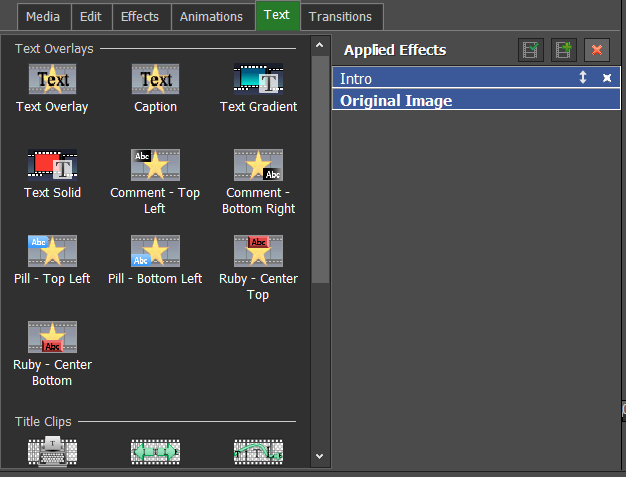 Media Edit Effects Animations Text Transitions
Text Overlays
Text Text T
Text Overlay Caption Text Gradient
T Abc Abc
Text Solid Comment - Top Left Comment - Bottom Right
Abc Abc Abc
Pill - Top Left Pill - Bottom Left Ruby - Center Top
Abc
Ruby - Center Bottom
Title Clips
T
Applied Effects
Intro
Original Image